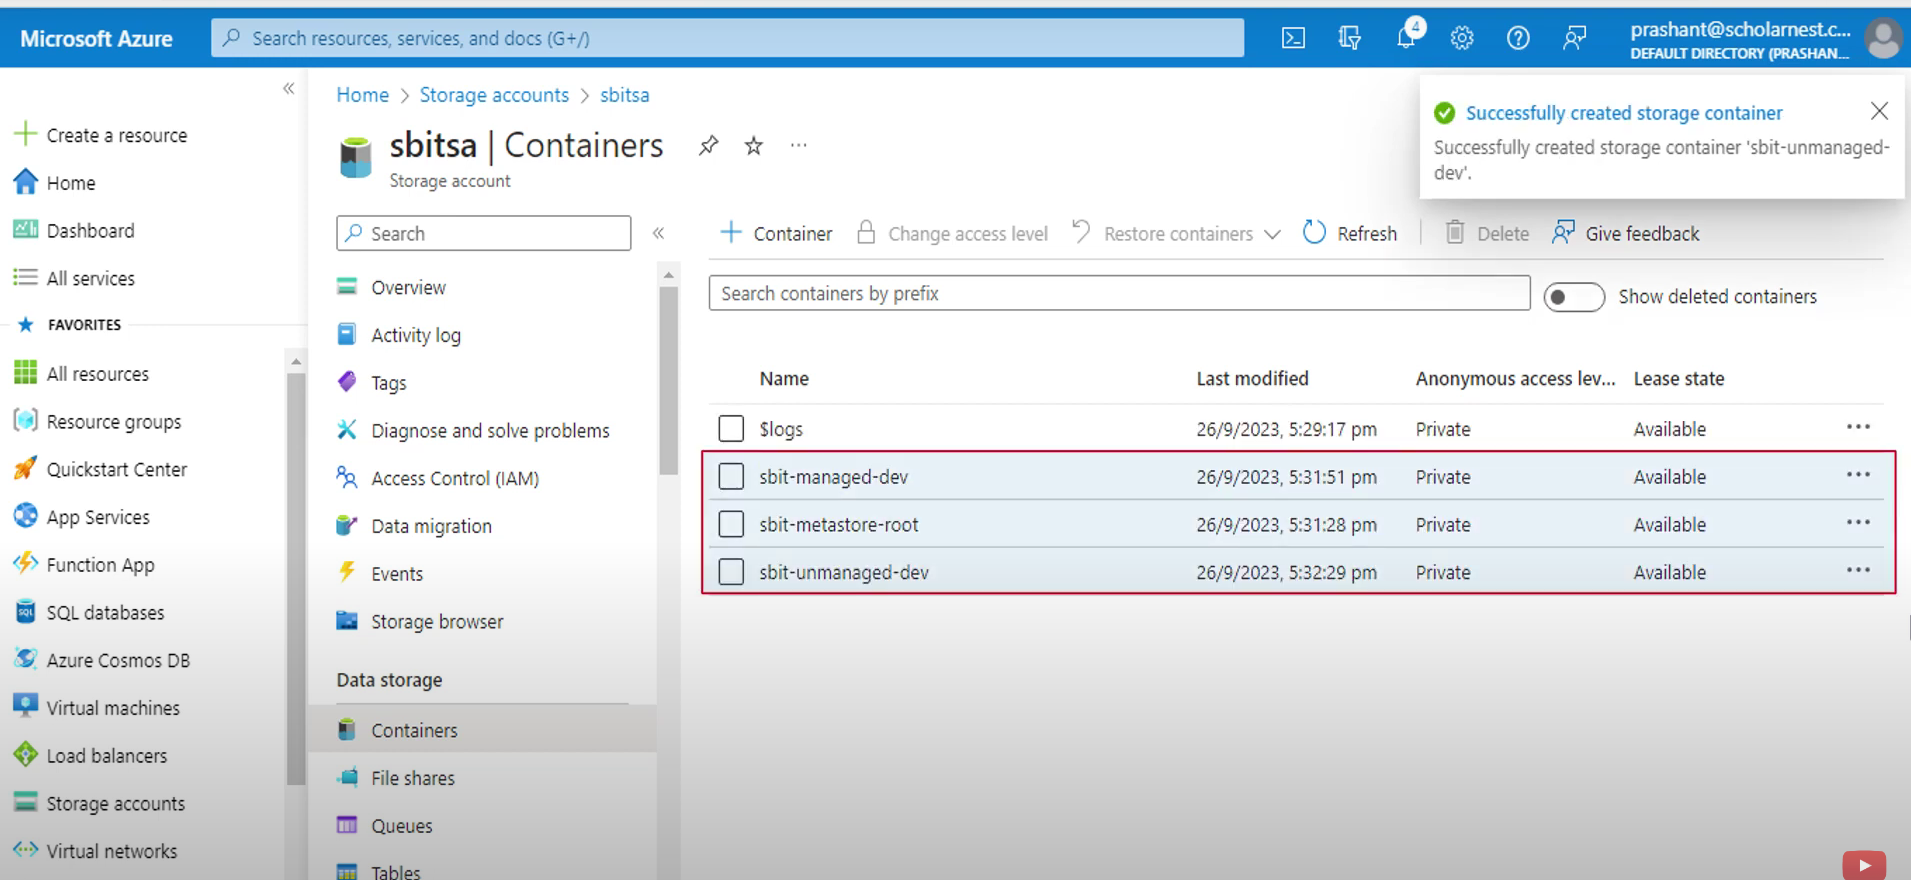 Microsoft Azure
Search resources, services, and docs (G+/)
4
prashant@scholarnest.c...
DEFAULT DIRECTORY (PRASHAN...
Create a resource
Home
Dashboard
All services
FAVORITES
All resources
Resource groups
Quickstart Center
App Services
Function App
SQL databases
Azure Cosmos DB
Virtual machines
Load balancers
Storage accounts
Virtual networks
Home > Storage accounts > sbitsa
sbitsa | Containers
Storage account
Search
Overview
Activity log
Tags
Diagnose and solve problems
Access Control (IAM)
Data migration
Events
Storage browser
Data storage
Containers
File shares
Queues
Tables
Successfully created storage container
Successfully created storage container 'sbit-unmanaged-
dev'.
Container Change access level Restore containers Refresh Delete Give feedback
Search containers by prefix
Show deleted containers
Name Last modified Anonymous access lev... Lease state
$logs 26/9/2023, 5:29:17 pm Private Available
sbit-managed-dev 26/9/2023, 5:31:51 pm Private Available
sbit-metastore-root 26/9/2023, 5:31:28 pm Private Available
sbit-unmanaged-dev 26/9/2023, 5:32:29 pm Private Available